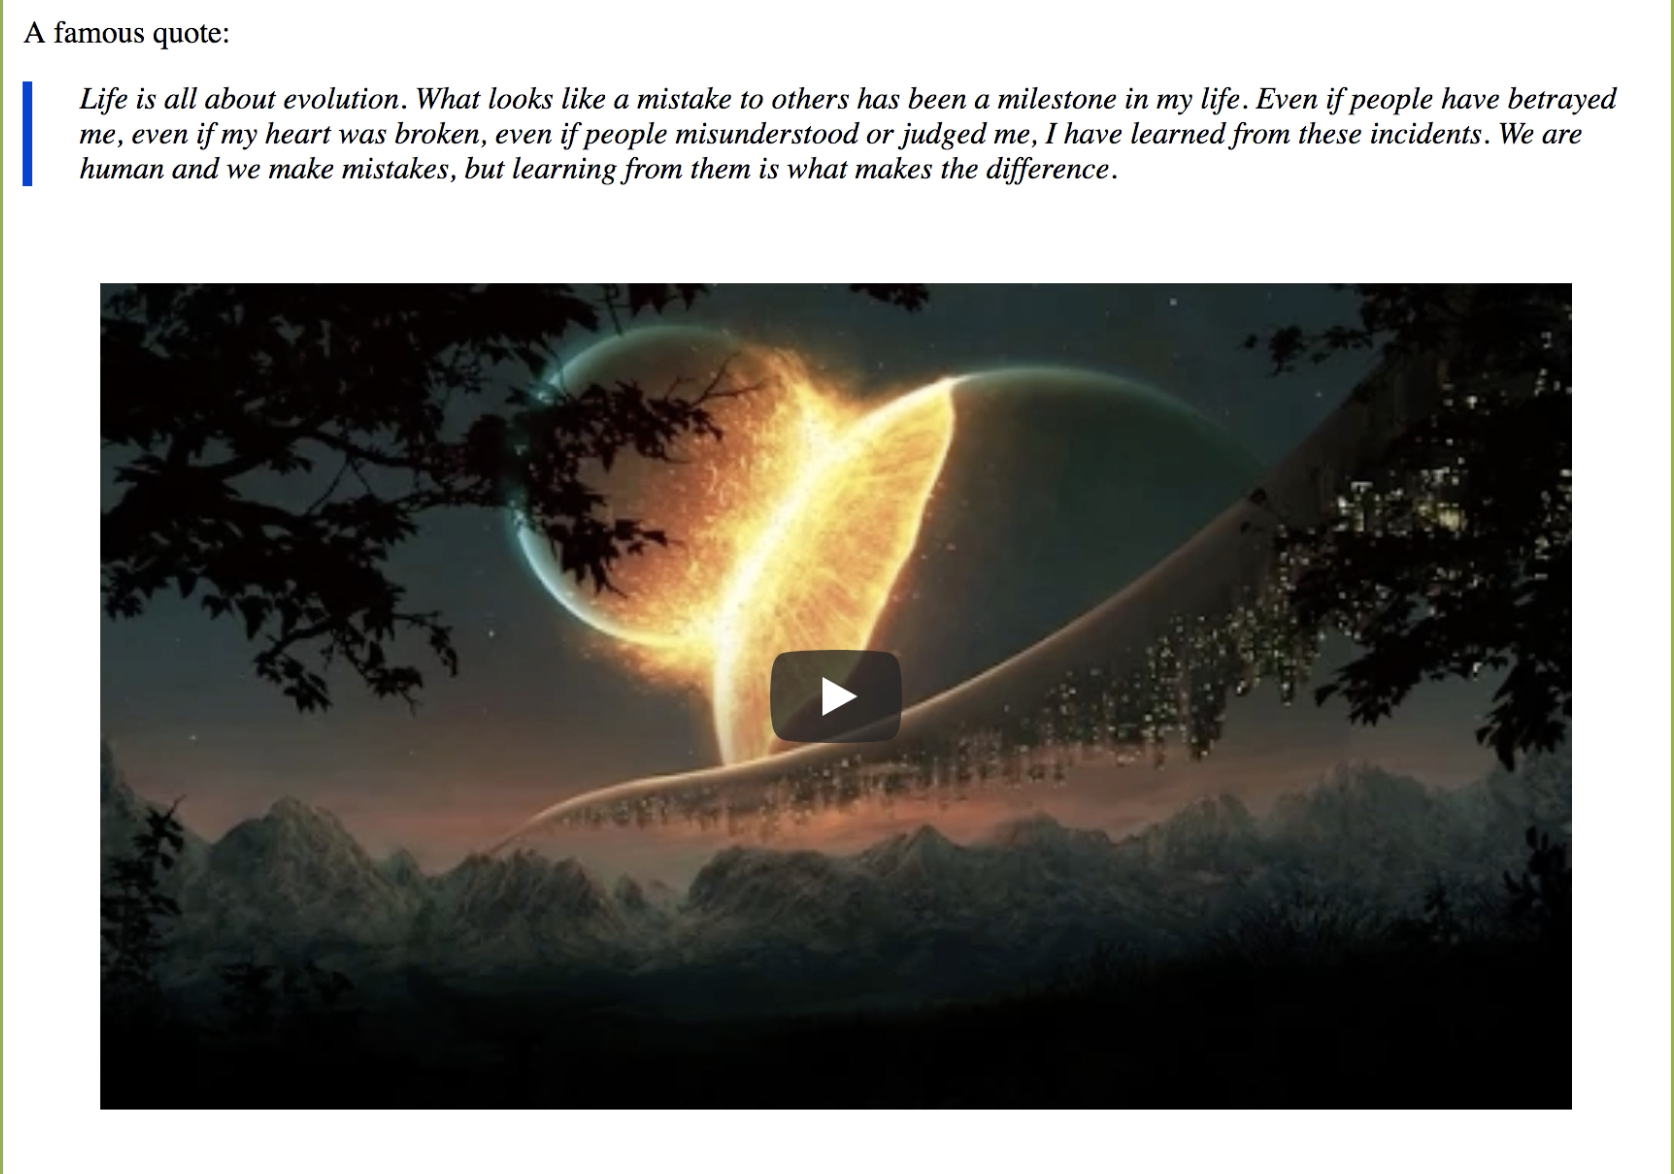 A famous quote:
Life is all about evolution. What looks like a mistake to others has been a milestone in my life. Even if people have betrayed
me, even if my heart was broken, even if people misunderstood or judged me, I have learned from these incidents. We are
human and we make mistakes, but learning from them is what makes the difference.